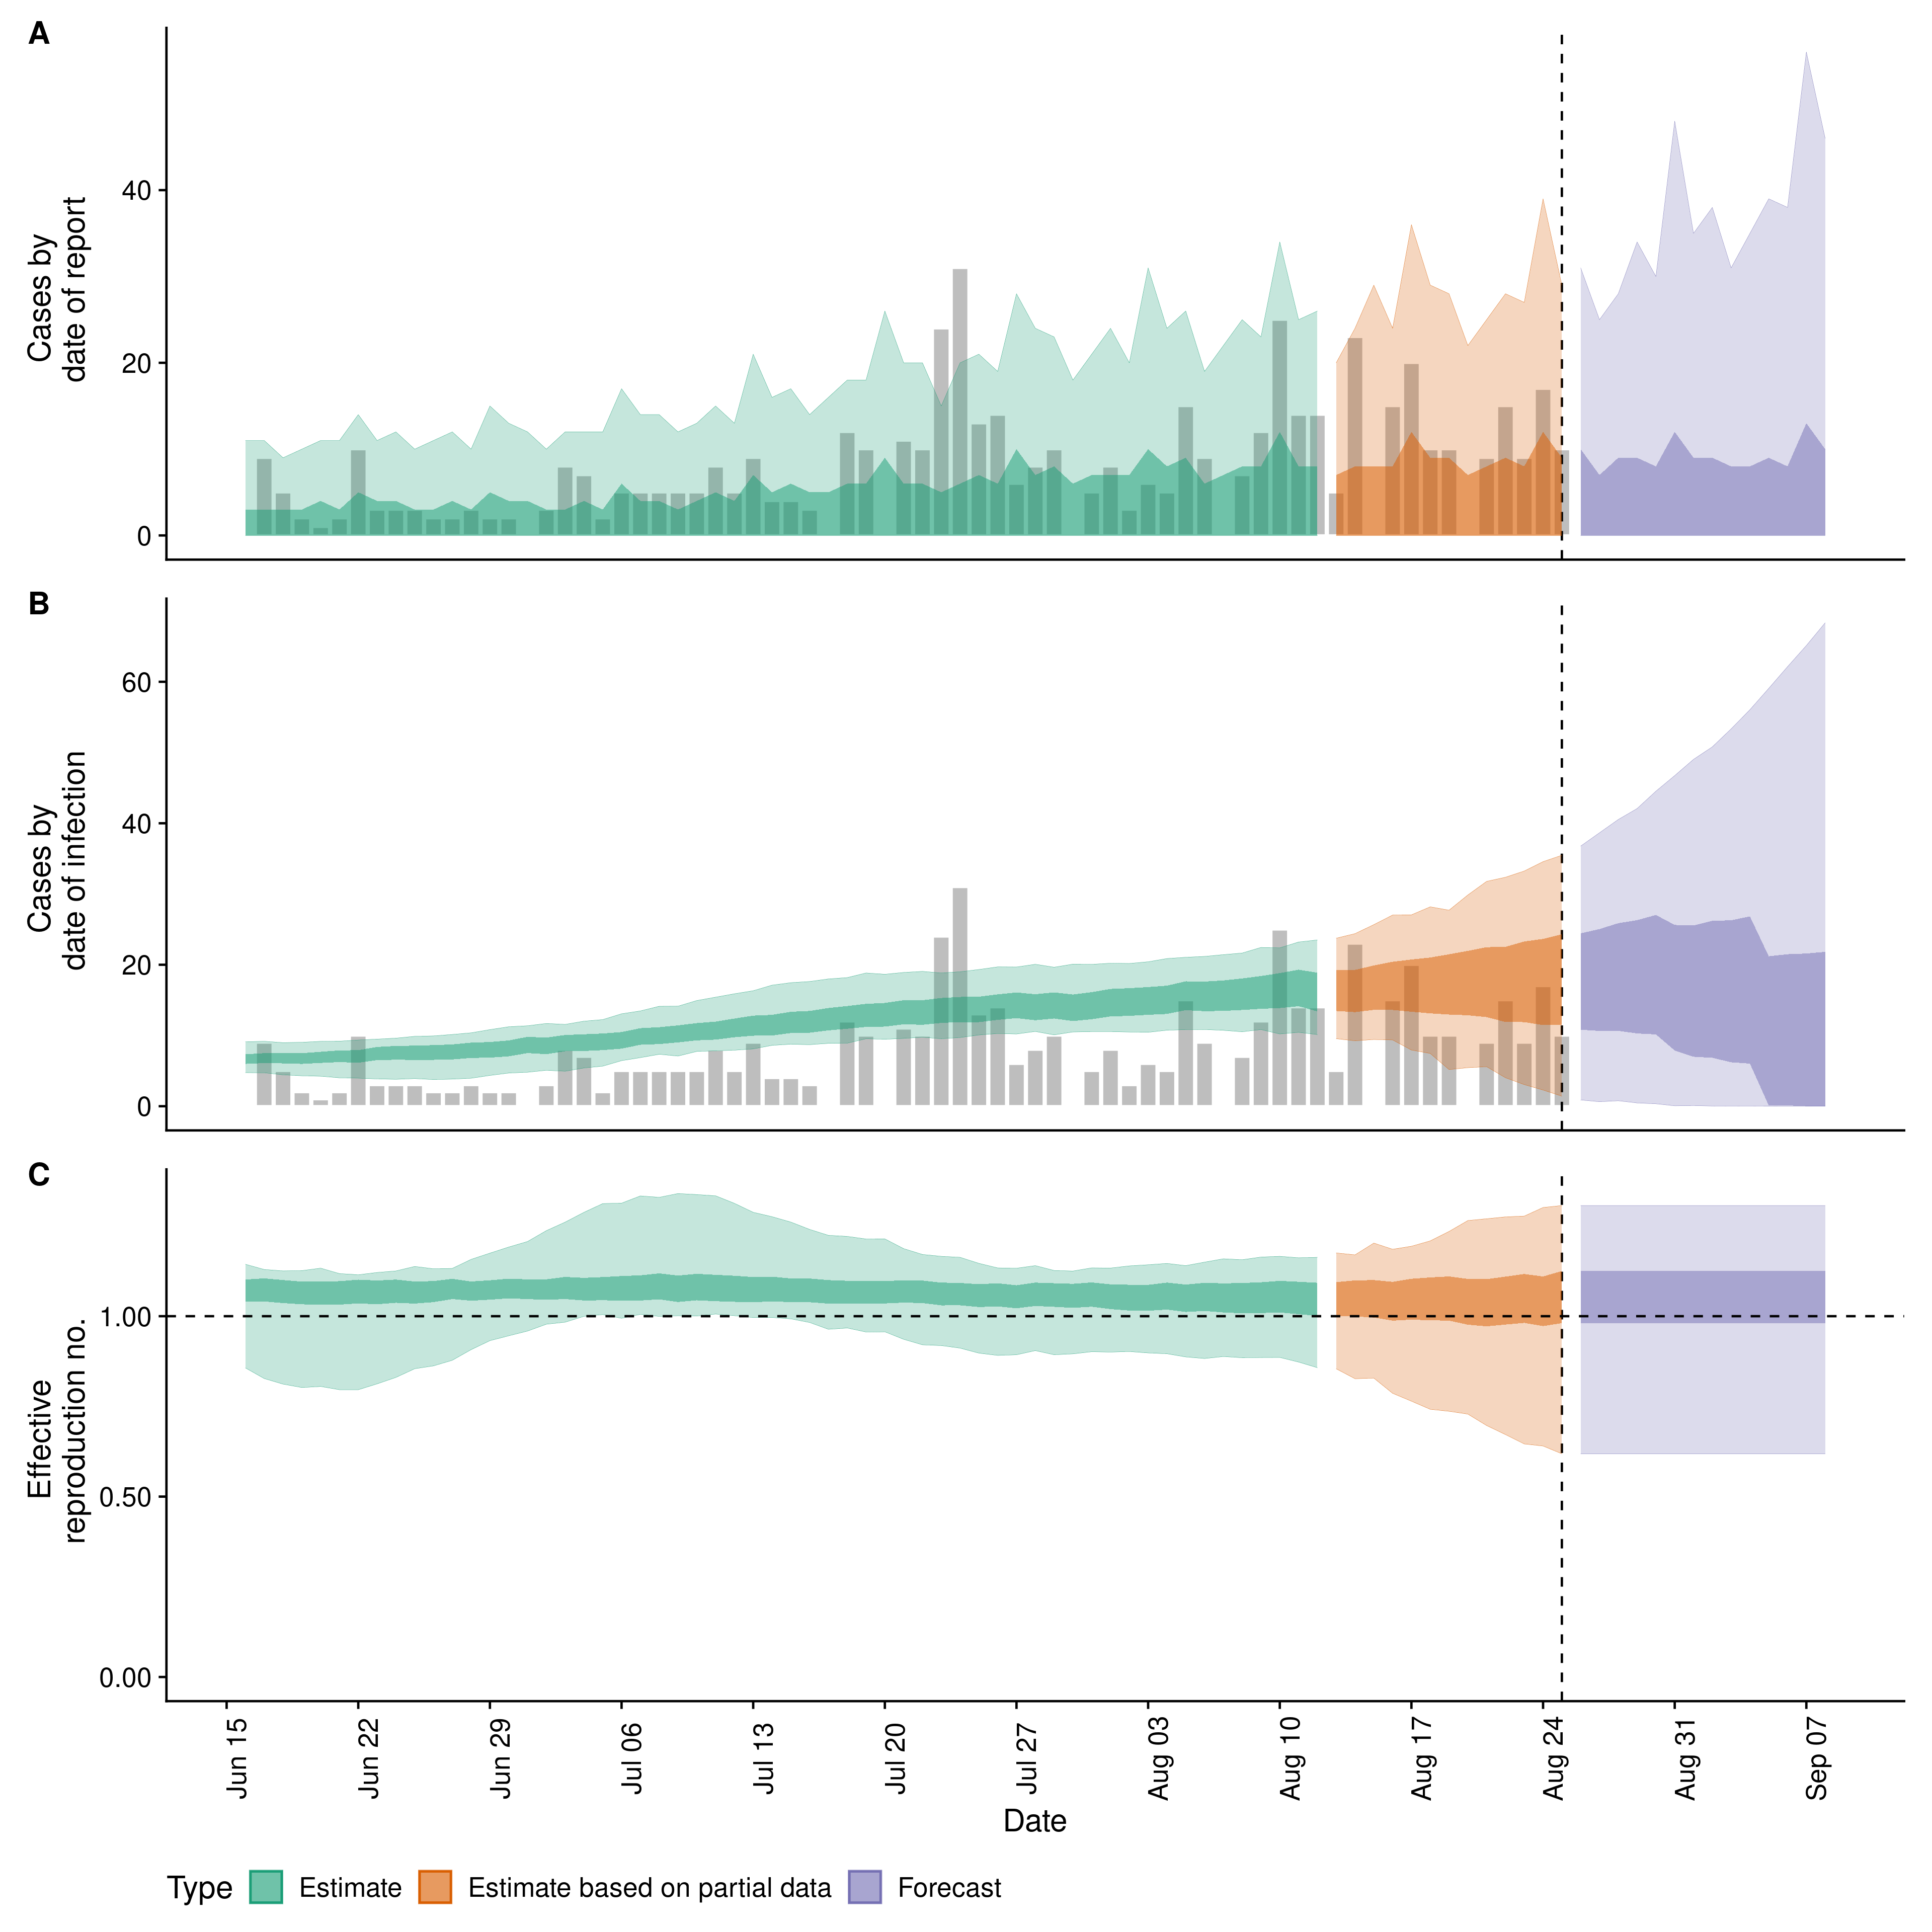 A
Cases by
date of report
40
20
0
B
Cases by
date of infection
60
40
20
0
C
Effective
reproduction no.
1.00
0.50
0.00
Jun 15
Jun 22
Jun 29
Jul 06
Jul 13
Jul 20
Jul 27
Aug 03
Aug 10
Aug 17
Aug 24
Aug 31
Sep 07
Date
Type Estimate Estimate based on partial data Forecast